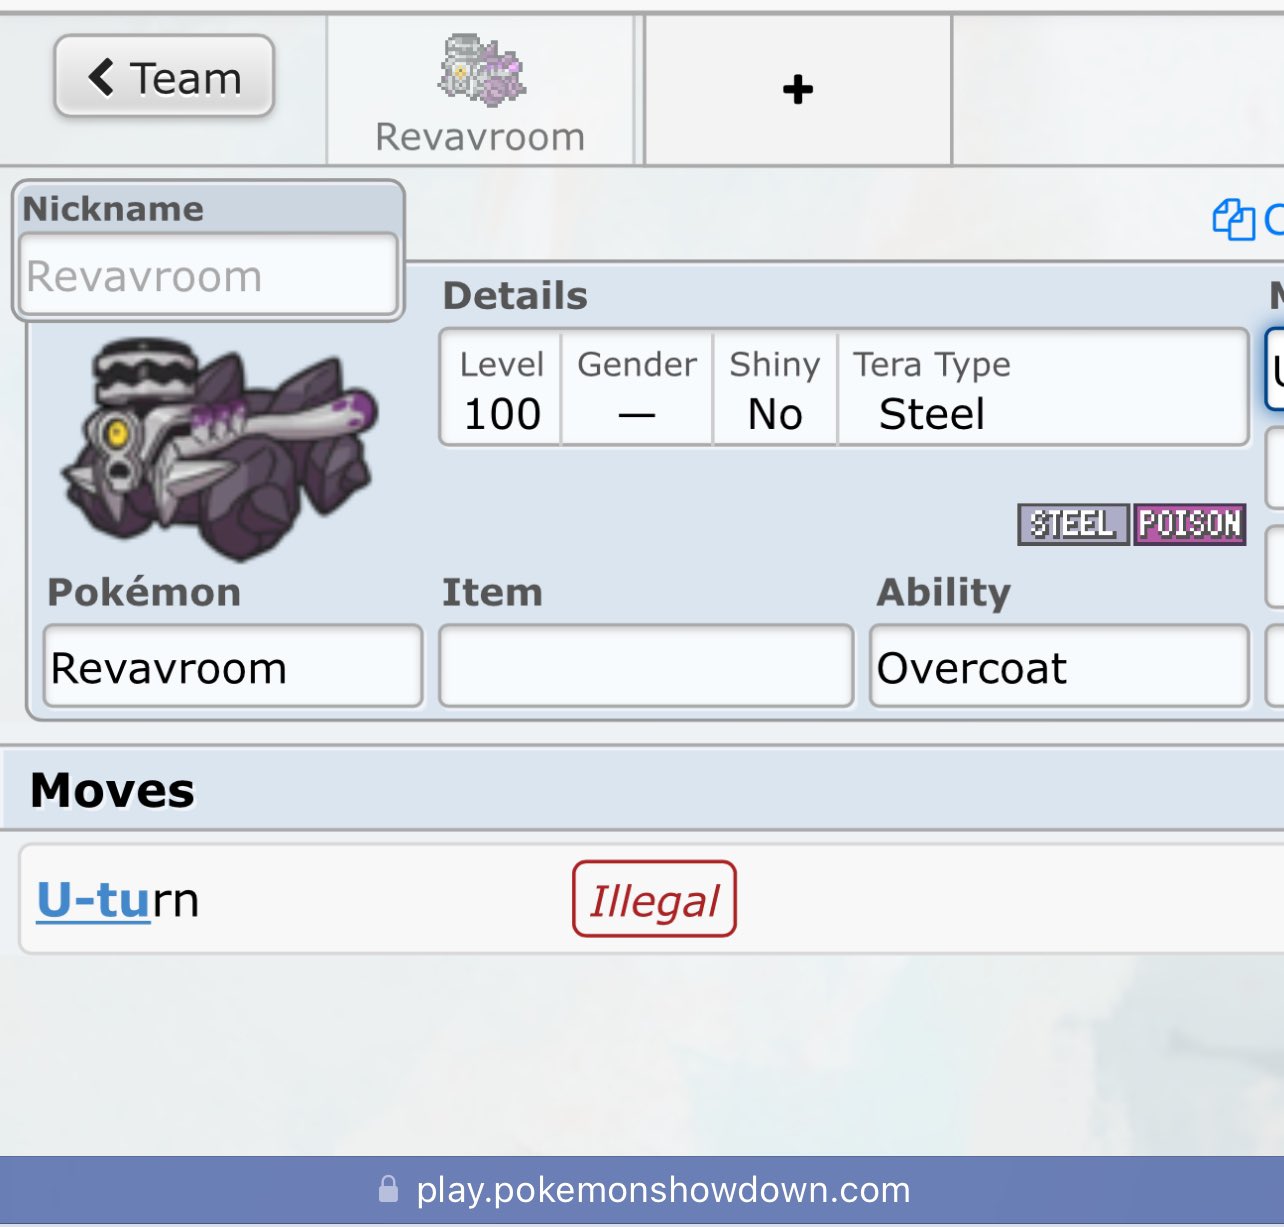 Team
Revavroom
Nickname
Revavroom
Details
Level Gender Shiny Tera Type
100 — No Steel
STEEL POISON
Pokémon Item Ability
Revavroom Overcoat
Moves
U-turn Illegal
play.pokemonshowdown.com